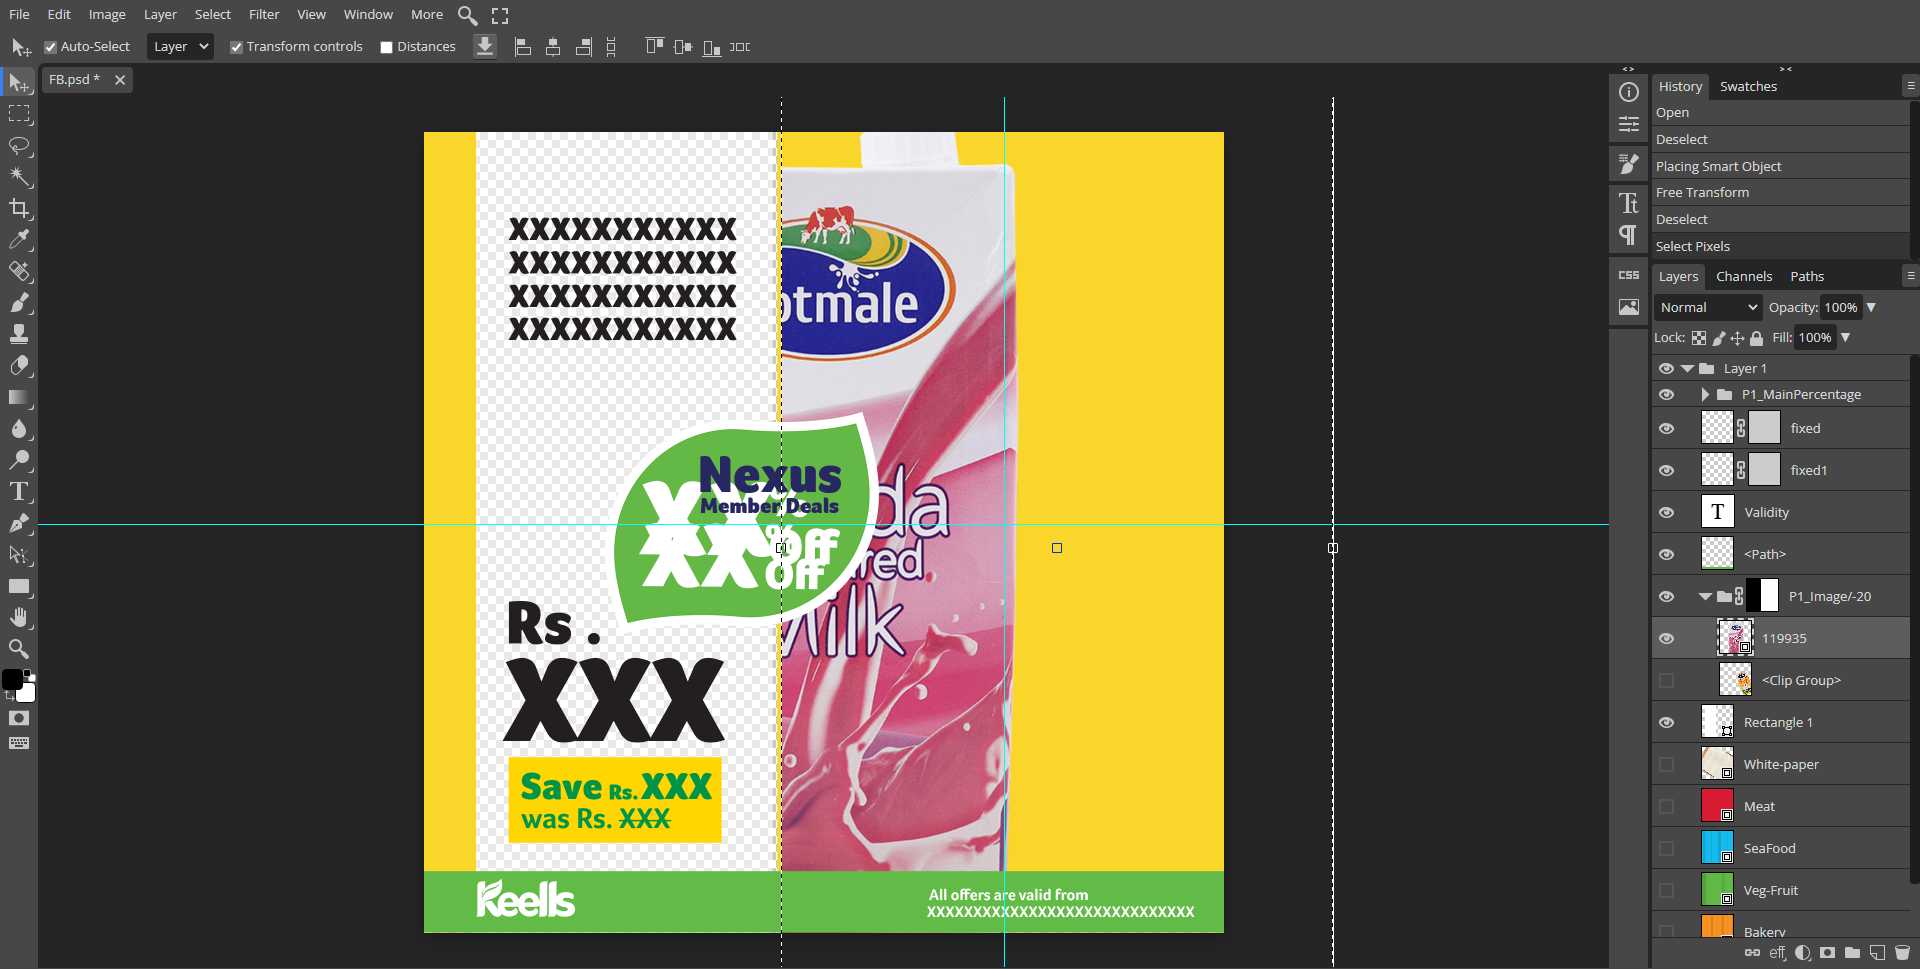 File Edit Image Layer Select Filter View Window More
Auto-Select Layer Transform controls Distances
FB.psd *
History Swatches
Open
Deselect
Placing Smart Object
Free Transform
Deselect
Select Pixels
Layers Channels Paths
Normal Opacity: 100%
Lock: Fill: 100%
Layer 1
P1_MainPercentage
fixed
fixed1
T Validity
<Path>
P1_Image/-20
119935
<Clip Group>
Rectangle 1
White-paper
Meat
SeaFood
Veg-Fruit
Bakery
eff
CSS
XXXXXXXXXXX
XXXXXXXXXXX
XXXXXXXXXXX
XXXXXXXXXXX
otmale
Nexus
Member Deals
XX%
XX%
Off
Off
da
red
Milk
Rs .
XXX
Save Rs.XXX
was Rs. XXX
Keells
All offers are valid from
XXXXXXXXXXXXXXXXXXXXXXXXXXXXX